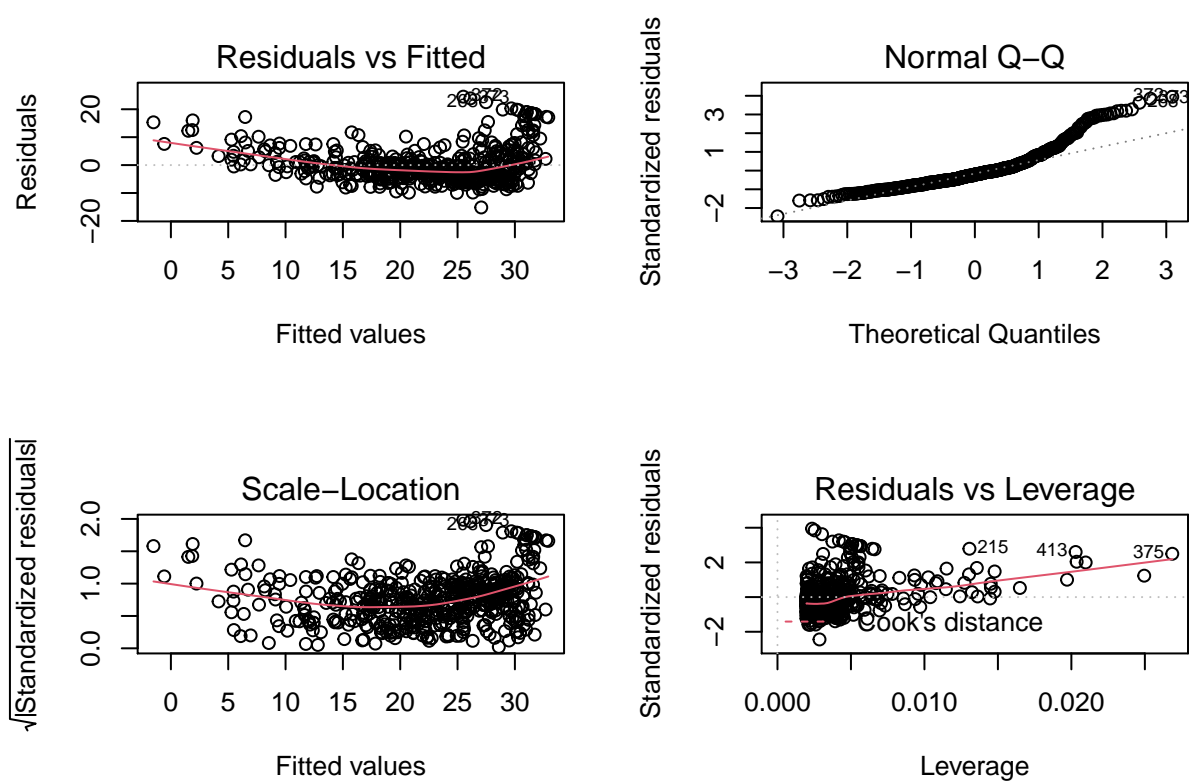 Residuals vs Fitted
Residuals
20
0
−20
0 5 10 15 20 25 30
Fitted values
Normal Q−Q
Standardized residuals
3
1
−2
−3 −2 −1 0 1 2 3
Theoretical Quantiles
Scale−Location
√|Standardized residuals|
2.0
1.0
0.0
0 5 10 15 20 25 30
Fitted values
Residuals vs Leverage
Standardized residuals
2
−2
215
413
375
Cook's distance
0.000 0.010 0.020
Leverage